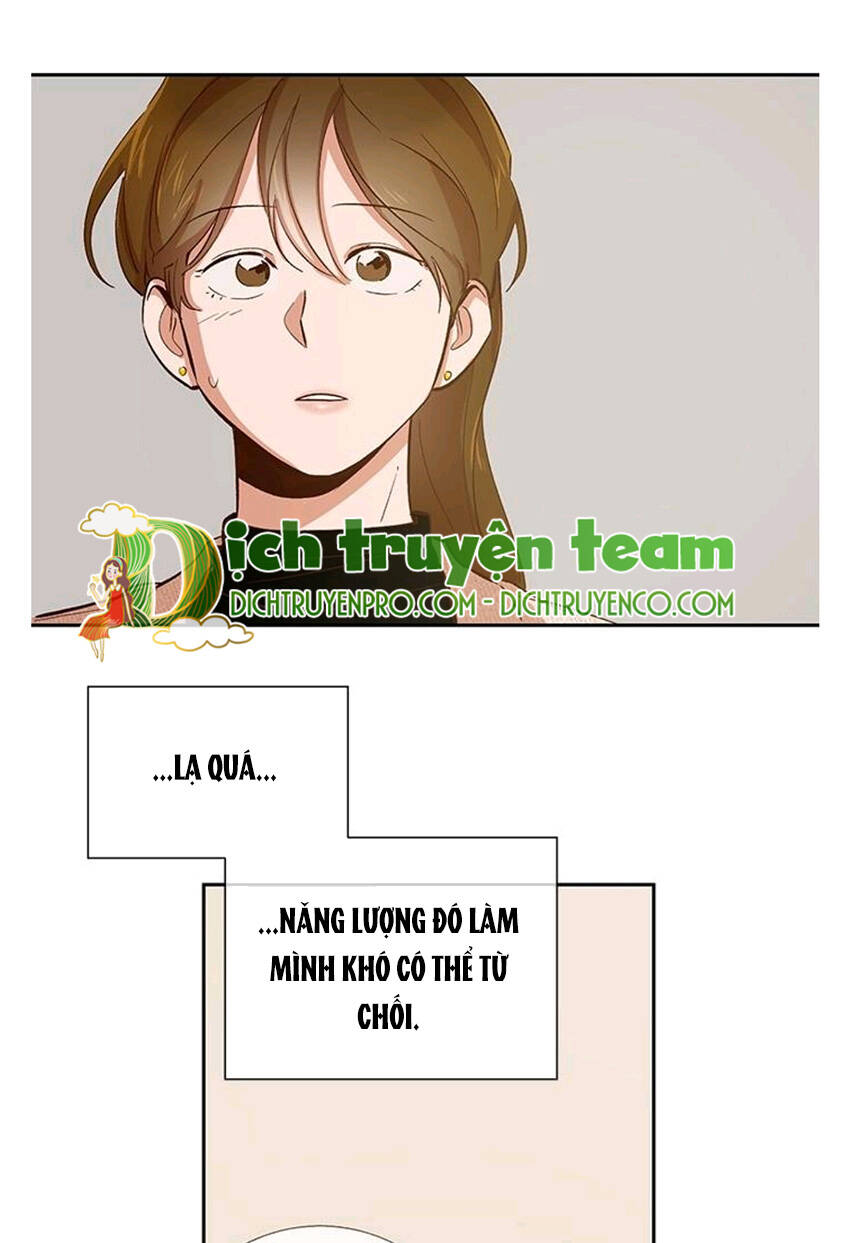 Dịch truyện team
DICHTRUYENPRO.COM - DICHTRUYENCO.COM
...LẠ QUÁ...
...NĂNG LƯỢNG ĐÓ LÀM
MÌNH KHÓ CÓ THỂ TỪ
CHỐI.